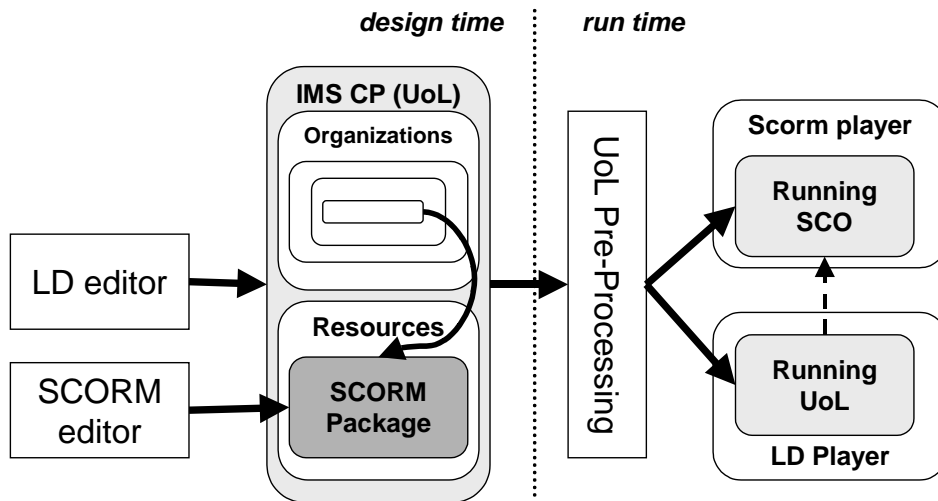 design time
run time
IMS CP (UoL)
Organizations
LD editor
Resources
SCORM
Package
SCORM
editor
UoL Pre-Processing
Scorm player
Running
SCO
Running
UoL
LD Player